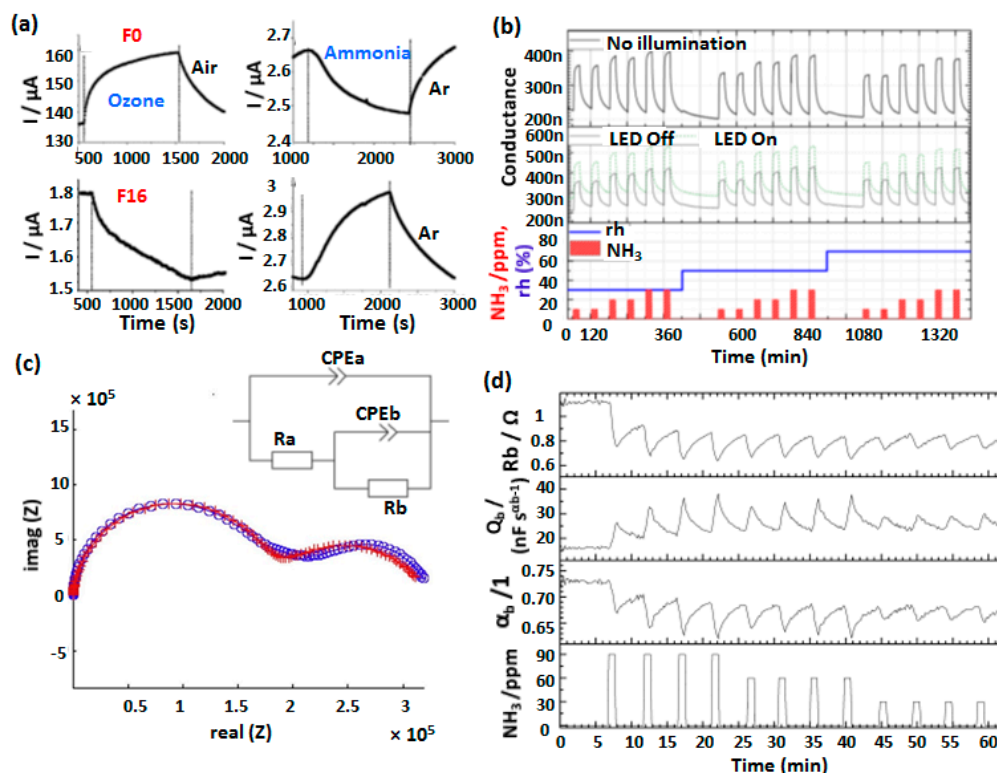 (a)
F0
Ozone
Air
I / µA
160
150
140
130
500 1000 1500 2000
Ammonia
Ar
I / µA
2.7
2.6
2.5
2.4
1000 2000 3000
F16
I / µA
1.8
1.7
1.6
1.5
500 1000 1500 2000
Time (s)
Ar
I / µA
3
2.9
2.8
2.7
2.6
1000 2000 3000
Time (s)
(b)
No illumination
400n
300n
200n
Conductance
600n
LED Off LED On
400n
300n
200n
NH3/ppm,
rh (%)
rh
NH3
80
60
40
20
0
0 120 360 600 840 1080 1320
Time (min)
(c)
× 10⁵
15
10
5
0
-5
imag (Z)
CPEa
CPEb
Ra
Rb
0.5 1 1.5 2 2.5 3
real (Z)
× 10⁵
(d)
Rb / Ω
1
0.8
0.6
Qb /
(nF s^αb-1)
40
30
20
αb /1
0.75
0.70
0.65
NH3/ppm
90
60
30
0
0 5 10 15 20 25 30 35 40 45 50 55 60
Time (min)